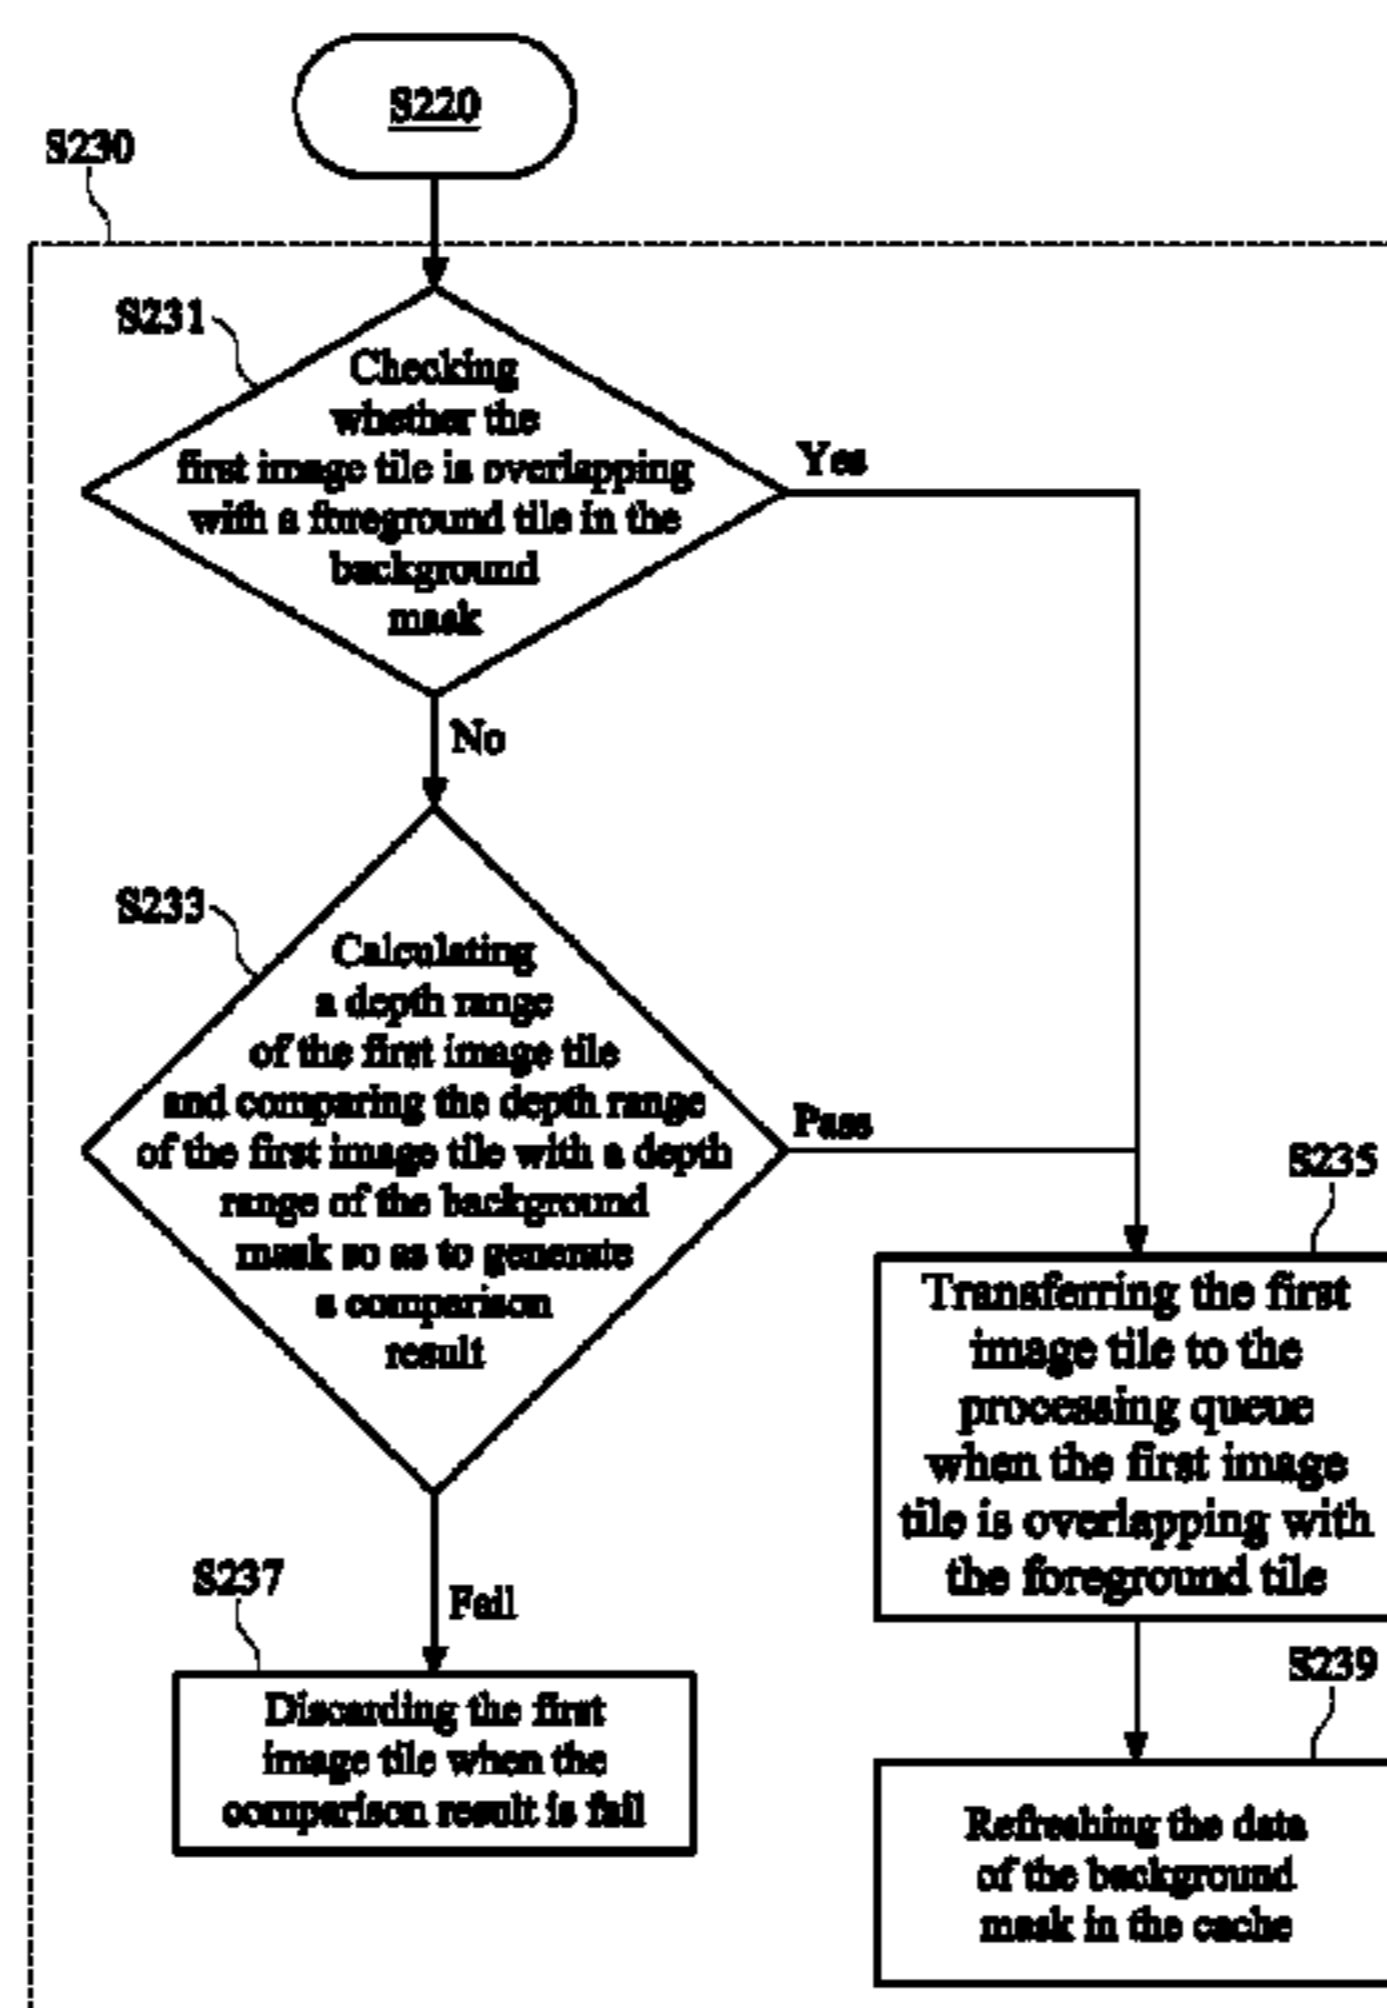 S220
S230
S231
Checking
whether the
first image tile is overlapping
with a foreground tile in the
background
mask
Yes
No
S233
Calculating
a depth range
of the first image tile
and comparing the depth range
of the first image tile with a depth
range of the background
mask so as to generate
a comparison
result
Pass
S235
Transferring the first
image tile to the
processing queue
when the first image
tile is overlapping with
the foreground tile
S237
Fail
Discarding the first
image tile when the
comparison result is fail
S239
Refreshing the data
of the background
mask in the cache